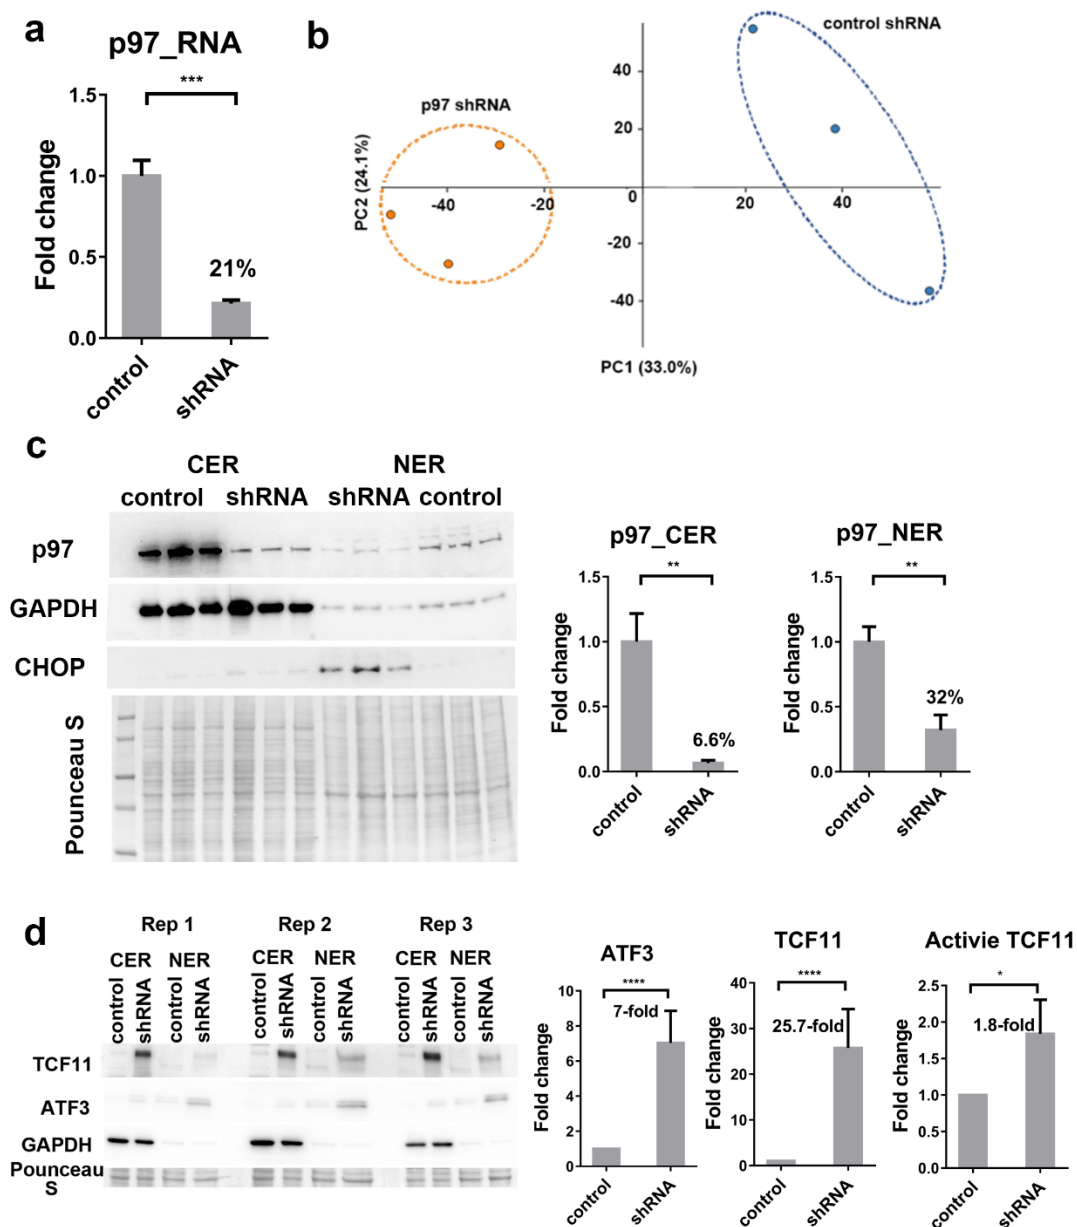 a
p97_RNA
***
Fold change
1.5
1.0
0.5
0.0
21%
control
shRNA
b
control shRNA
p97 shRNA
PC2 (24.1%)
40
20
-40
-20
0
20
40
-20
-40
PC1 (33.0%)
c
CER NER
control shRNA shRNA control
p97
GAPDH
CHOP
Pounceau S
p97_CER
**
Fold change
1.5
1.0
0.5
0.0
6.6%
control
shRNA
p97_NER
**
Fold change
1.5
1.0
0.5
0.0
32%
control
shRNA
d
Rep 1 Rep 2 Rep 3
CER NER CER NER CER NER
control shRNA control shRNA control shRNA control shRNA control shRNA control shRNA
TCF11
ATF3
GAPDH
Pounceau
S
ATF3
****
7-fold
Fold change
10
8
6
4
2
0
control
shRNA
TCF11
****
25.7-fold
Fold change
40
30
20
10
0
control
shRNA
Activie TCF11
*
1.8-fold
Fold change
2.5
2.0
1.5
1.0
0.5
0.0
control
shRNA